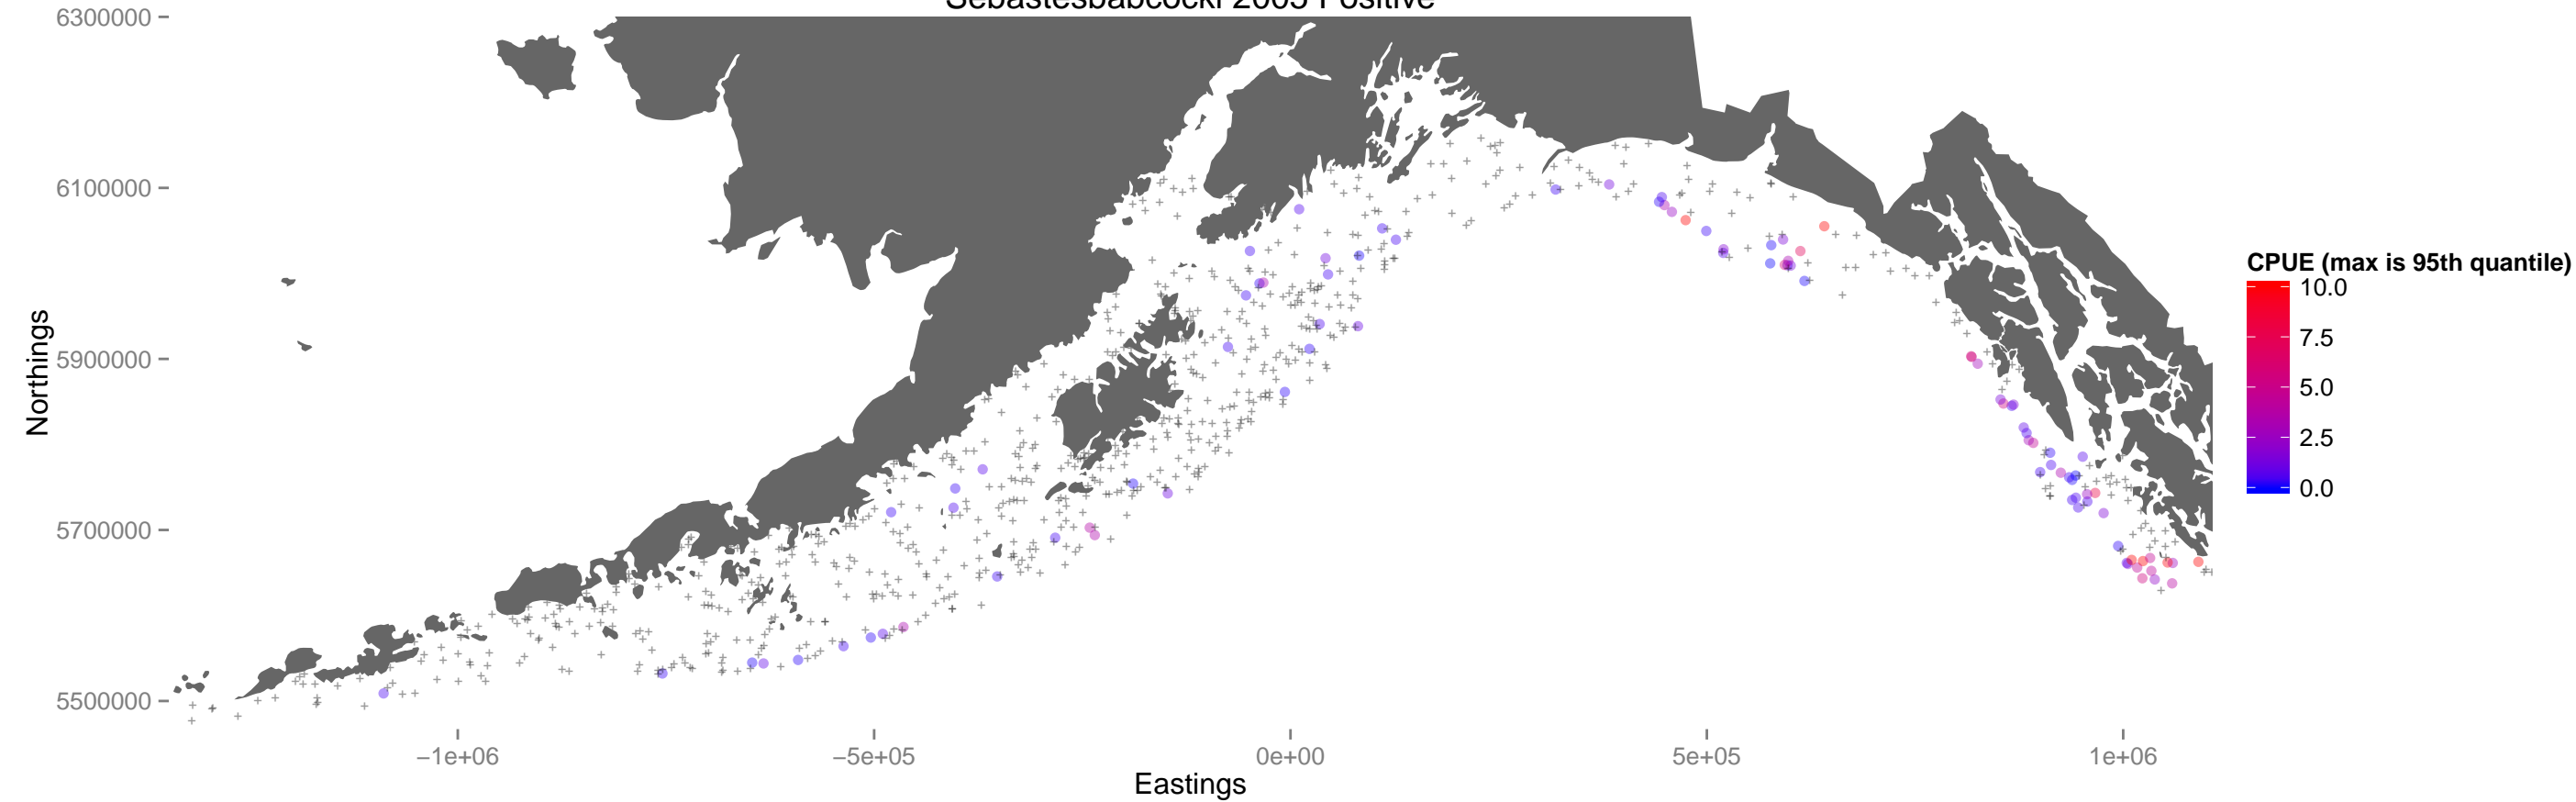 Sebastesbabcocki 2005 Positive
6300000
6100000
5900000
5700000
5500000
Northings
−1e+06
−5e+05
0e+00
5e+05
1e+06
Eastings
CPUE (max is 95th quantile)
10.0
7.5
5.0
2.5
0.0